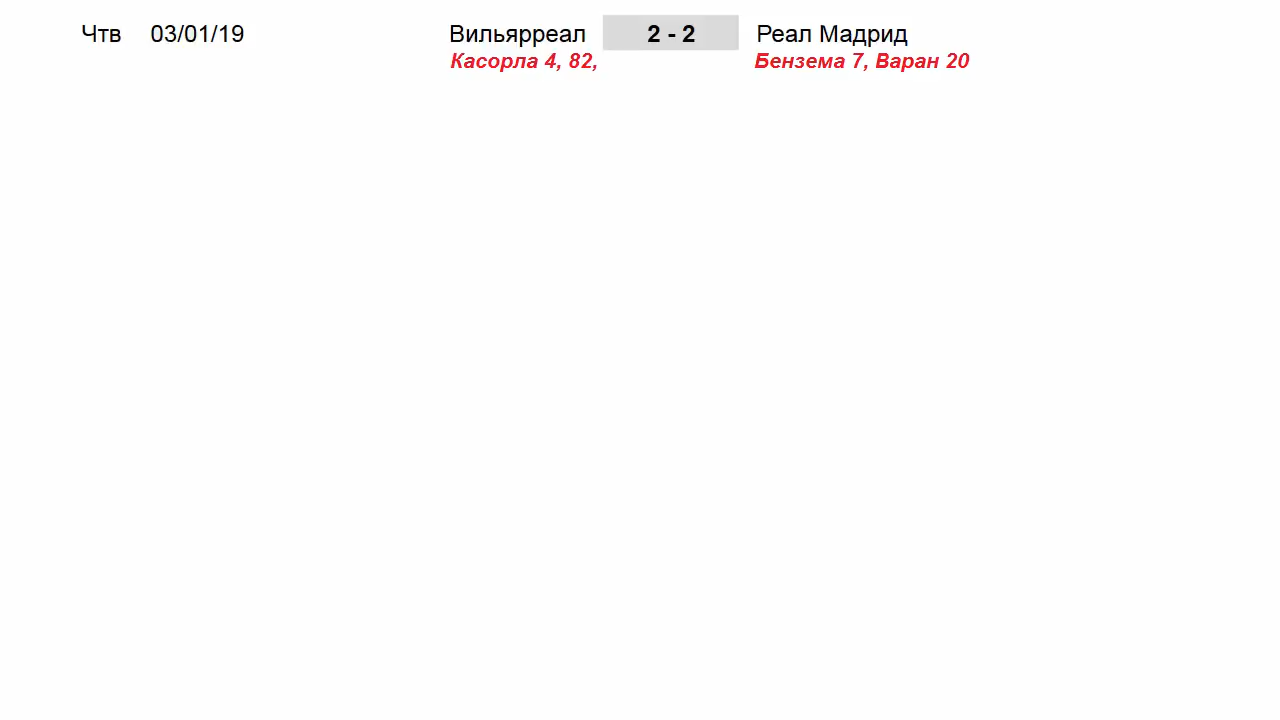 Чтв 03/01/19 Вильярреал 2 - 2 Реал Мадрид
Касорла 4, 82, Бензема 7, Варан 20